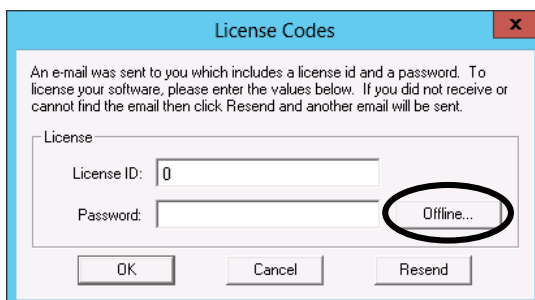 License Codes
x
An e-mail was sent to you which includes a license id and a password. To
license your software, please enter the values below. If you did not receive or
cannot find the email then click Resend and another email will be sent.
License
License ID: 0
Password:
Offline...
OK Cancel Resend